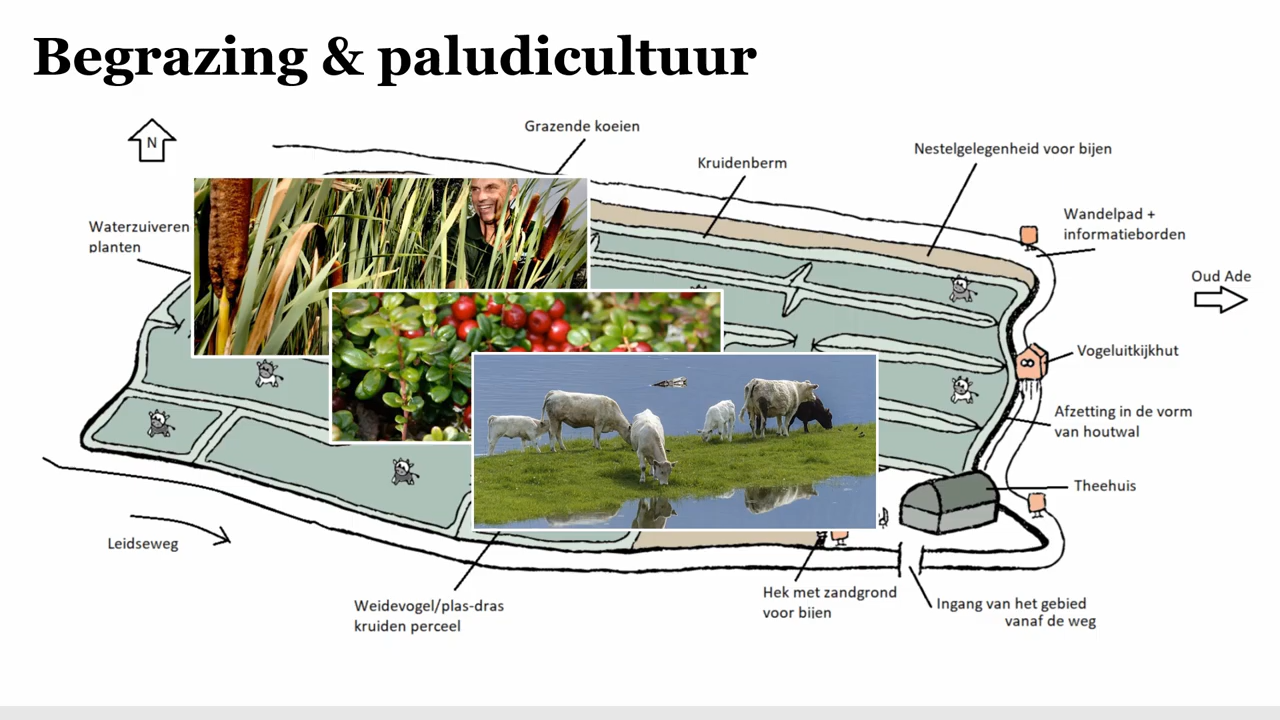 Begrazing & paludicultuur
N
Grazende koeien
Kruidenberm
Nestelgelegenheid voor bijen
Waterzuiveren
planten
Wandelpad +
informatieborden
Oud Ade
Vogeluitkijkhut
Afzetting in de vorm
van houtwal
Theehuis
Leidseweg
Weidevogel/plas-dras
kruiden perceel
Hek met zandgrond
voor bijen
Ingang van het gebied
vanaf de weg